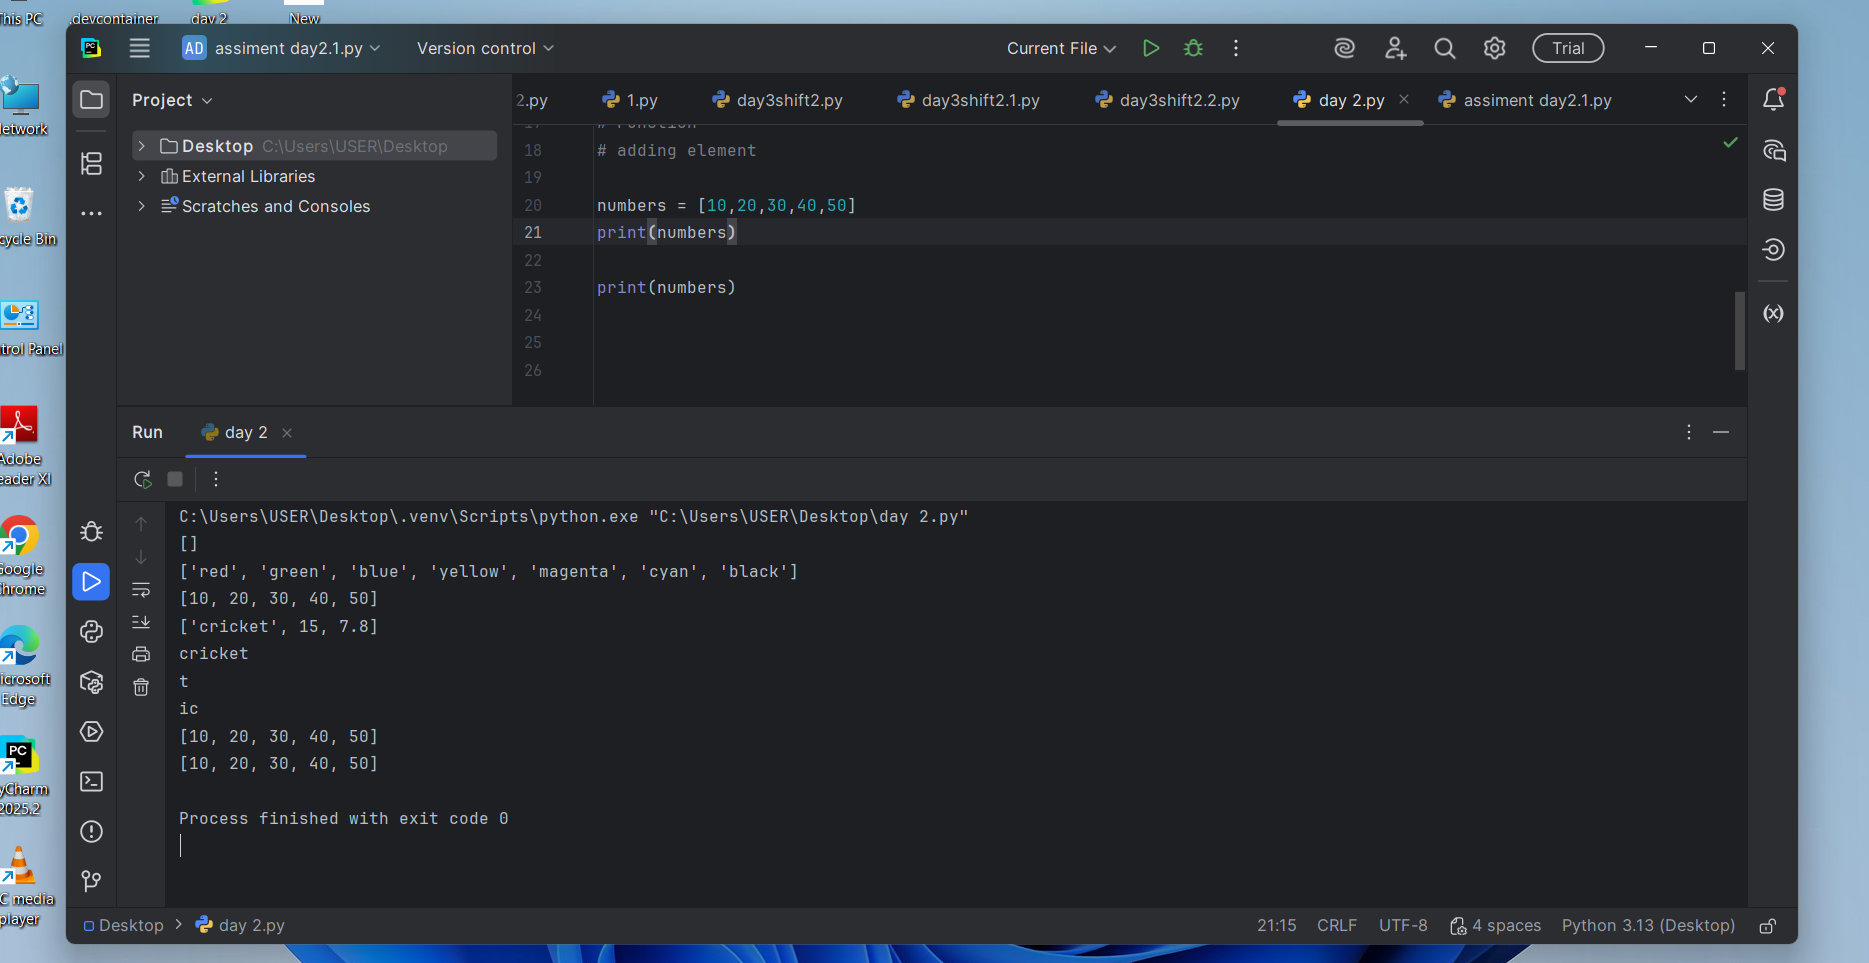 This PC
.devcontainer
day 2
New
AD assiment day2.1.py
Version control
Current File
Trial
Project
2.py
1.py
day3shift2.py
day3shift2.1.py
day3shift2.2.py
day 2.py
assiment day2.1.py
Desktop C:\Users\USER\Desktop
External Libraries
Scratches and Consoles
18 # adding element
19
20 numbers = [10,20,30,40,50]
21 print(numbers)
22
23 print(numbers)
24
25
26
Run
day 2
C:\Users\USER\Desktop\.venv\Scripts\python.exe "C:\Users\USER\Desktop\day 2.py"
[]
['red', 'green', 'blue', 'yellow', 'magenta', 'cyan', 'black']
[10, 20, 30, 40, 50]
['cricket', 15, 7.8]
cricket
t
ic
[10, 20, 30, 40, 50]
[10, 20, 30, 40, 50]
Process finished with exit code 0
Desktop > day 2.py
21:15
CRLF
UTF-8
4 spaces
Python 3.13 (Desktop)
etwork
cycle Bin
trol Panel
Adobe
eader XI
Google
hrome
icrosoft
Edge
PC
yCharm
2025.2
C media
player